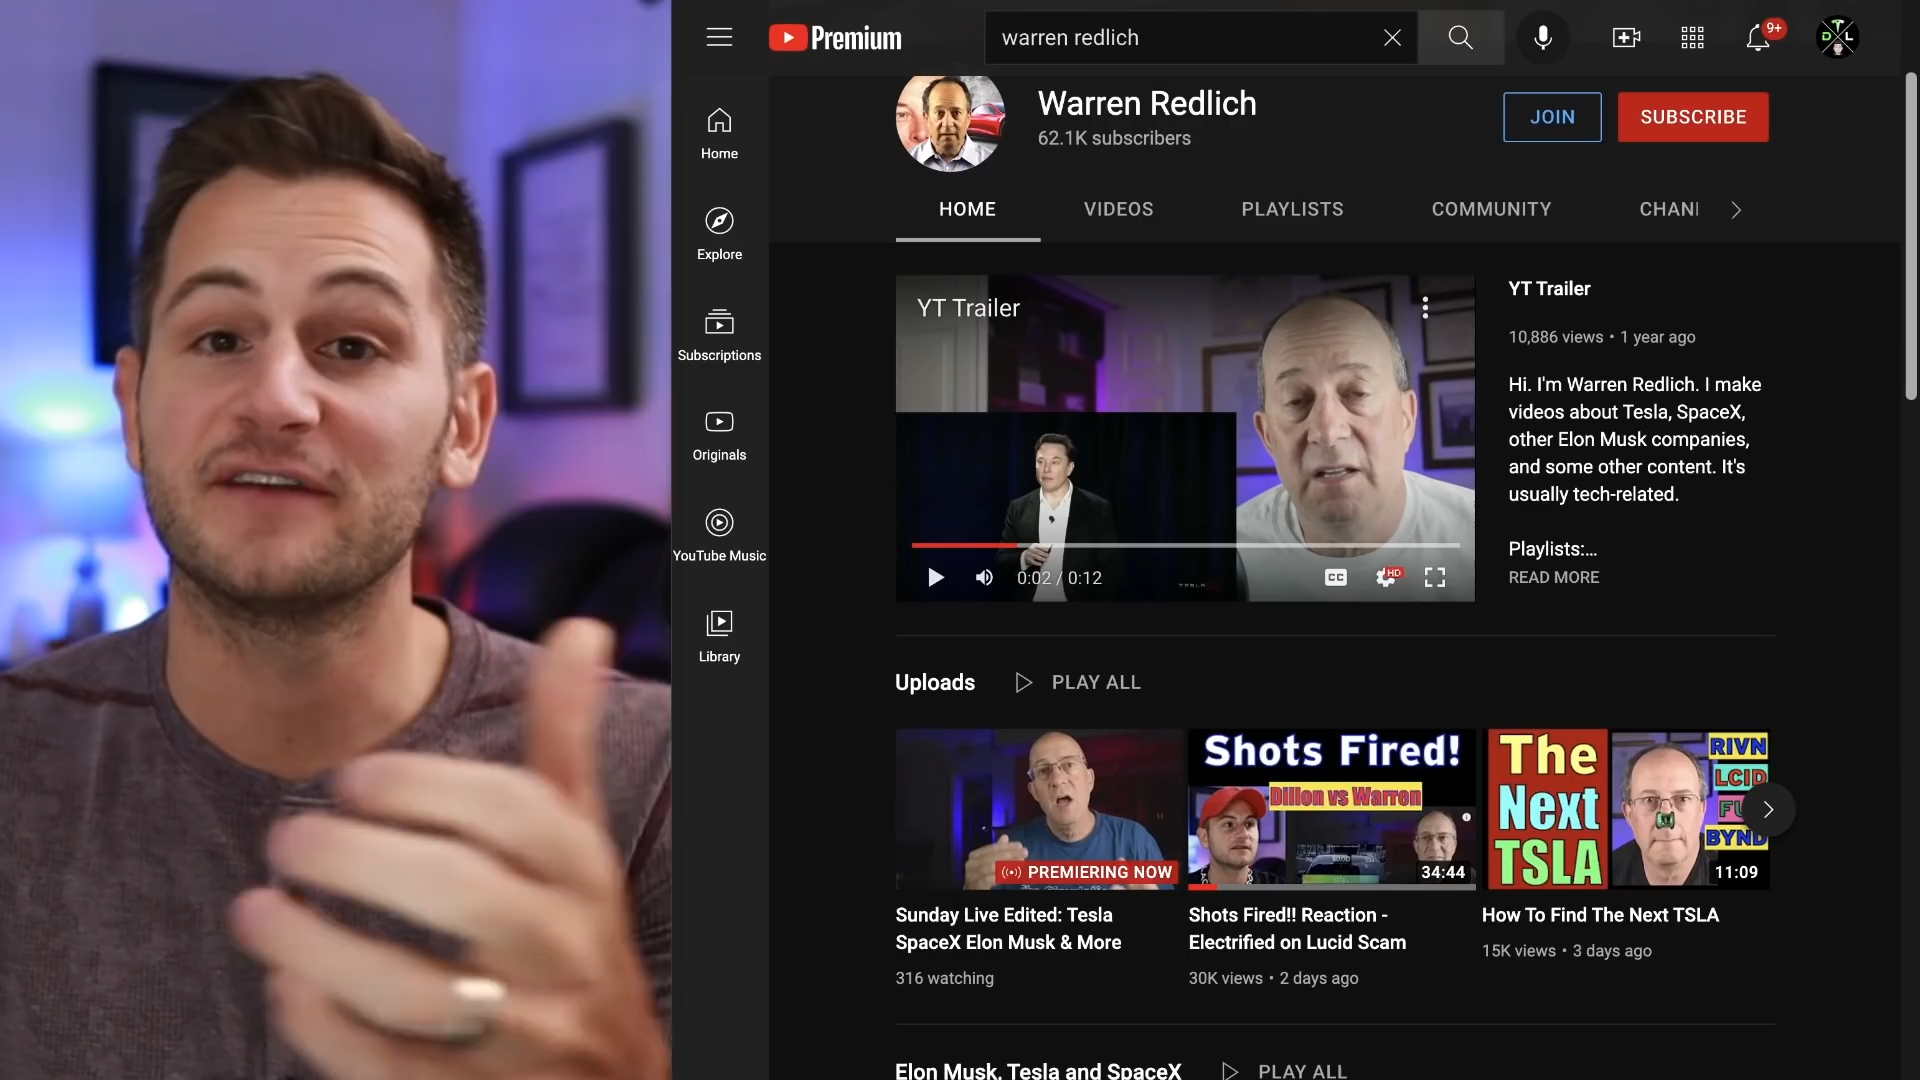 Premium
warren redlich
9+
D L
Home
Explore
Subscriptions
Originals
YouTube Music
Library
Warren Redlich
62.1K subscribers
JOIN
SUBSCRIBE
HOME
VIDEOS
PLAYLISTS
COMMUNITY
CHANI
YT Trailer
CC
HD
0:02 / 0:12
TESLA
YT Trailer
10,886 views • 1 year ago
Hi. I'm Warren Redlich. I make
videos about Tesla, SpaceX,
other Elon Musk companies,
and some other content. It's
usually tech-related.
Playlists:...
READ MORE
Uploads
PLAY ALL
PREMIERING NOW
Sunday Live Edited: Tesla
SpaceX Elon Musk & More
316 watching
Shots Fired!
Dillon vs Warren
34:44
Shots Fired!! Reaction -
Electrified on Lucid Scam
30K views • 2 days ago
The
Next
TSLA
RIVN
LCID
FU
BYND
11:09
How To Find The Next TSLA
15K views • 3 days ago
Elon Musk, Tesla and SpaceX
PLAY ALL